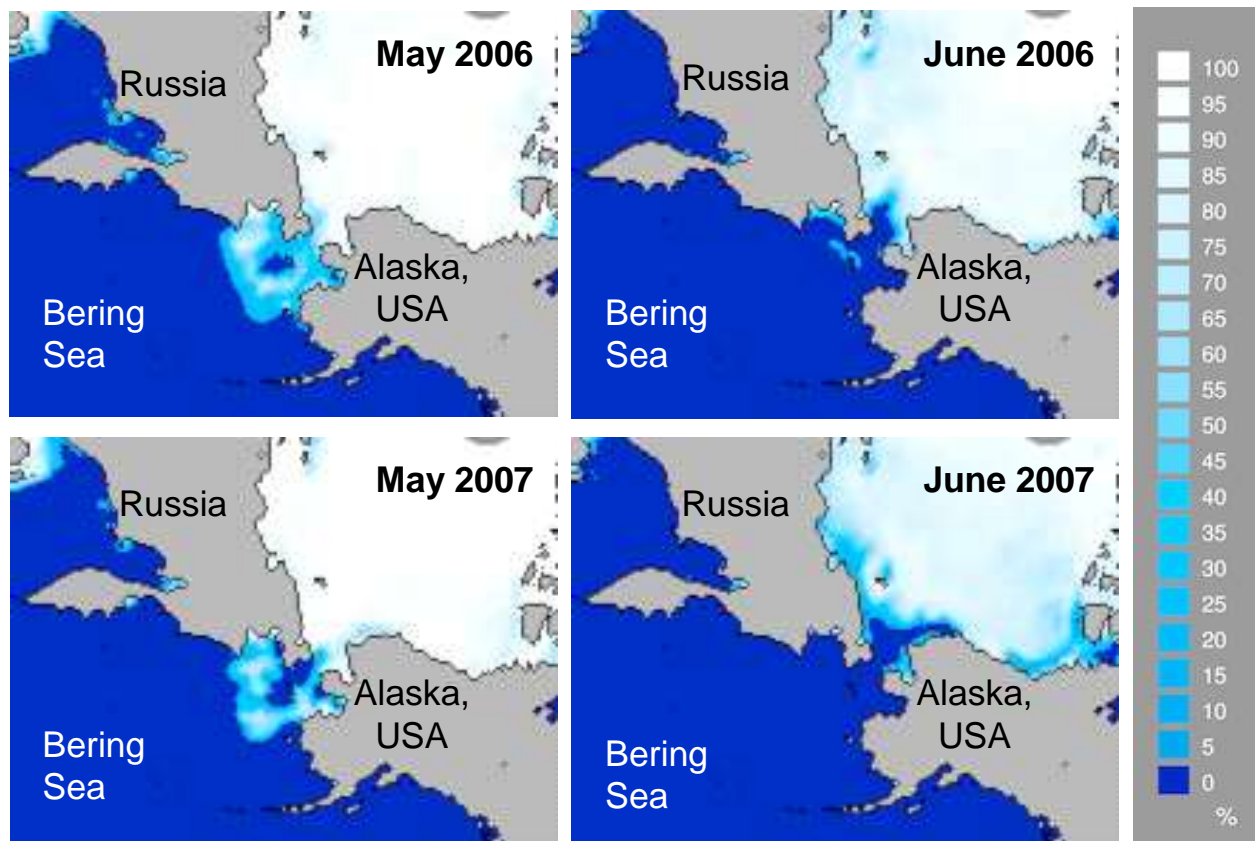 May 2006
Russia
Alaska,
USA
Bering
Sea
June 2006
Russia
Alaska,
USA
Bering
Sea
May 2007
Russia
Alaska,
USA
Bering
Sea
June 2007
Russia
Alaska,
USA
Bering
Sea
100
95
90
85
80
75
70
65
60
55
50
45
40
35
30
25
20
15
10
5
0
%